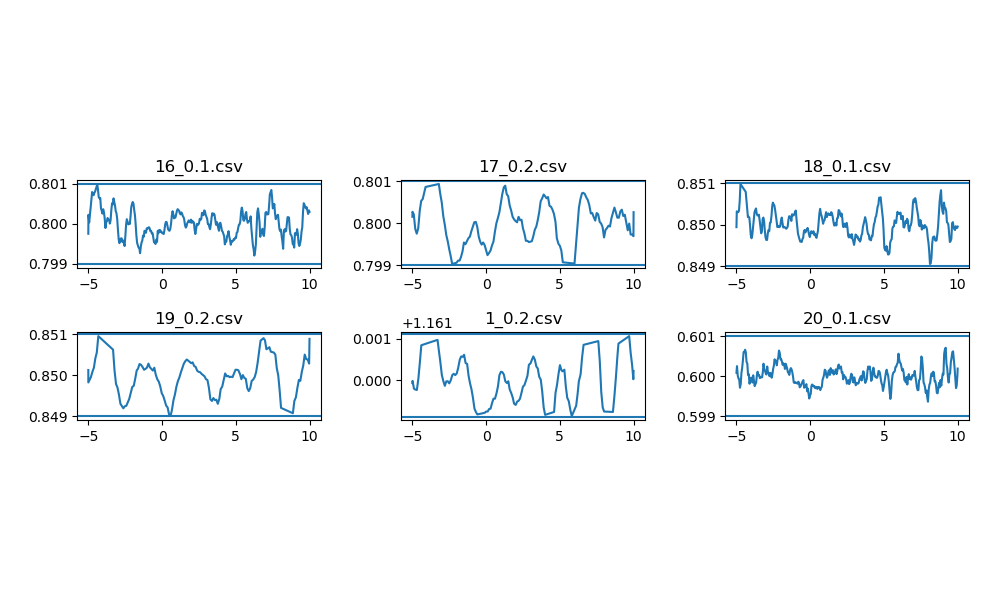 16_0.1.csv 17_0.2.csv 18_0.1.csv
0.801 0.801 0.851
0.800 0.800 0.850
0.799 0.799 0.849
−5 0 5 10 −5 0 5 10 −5 0 5 10
19_0.2.csv 1_0.2.csv 20_0.1.csv
+1.161
0.851 0.001 0.601
0.850 0.000 0.600
0.849 0.599
−5 0 5 10 −5 0 5 10 −5 0 5 10